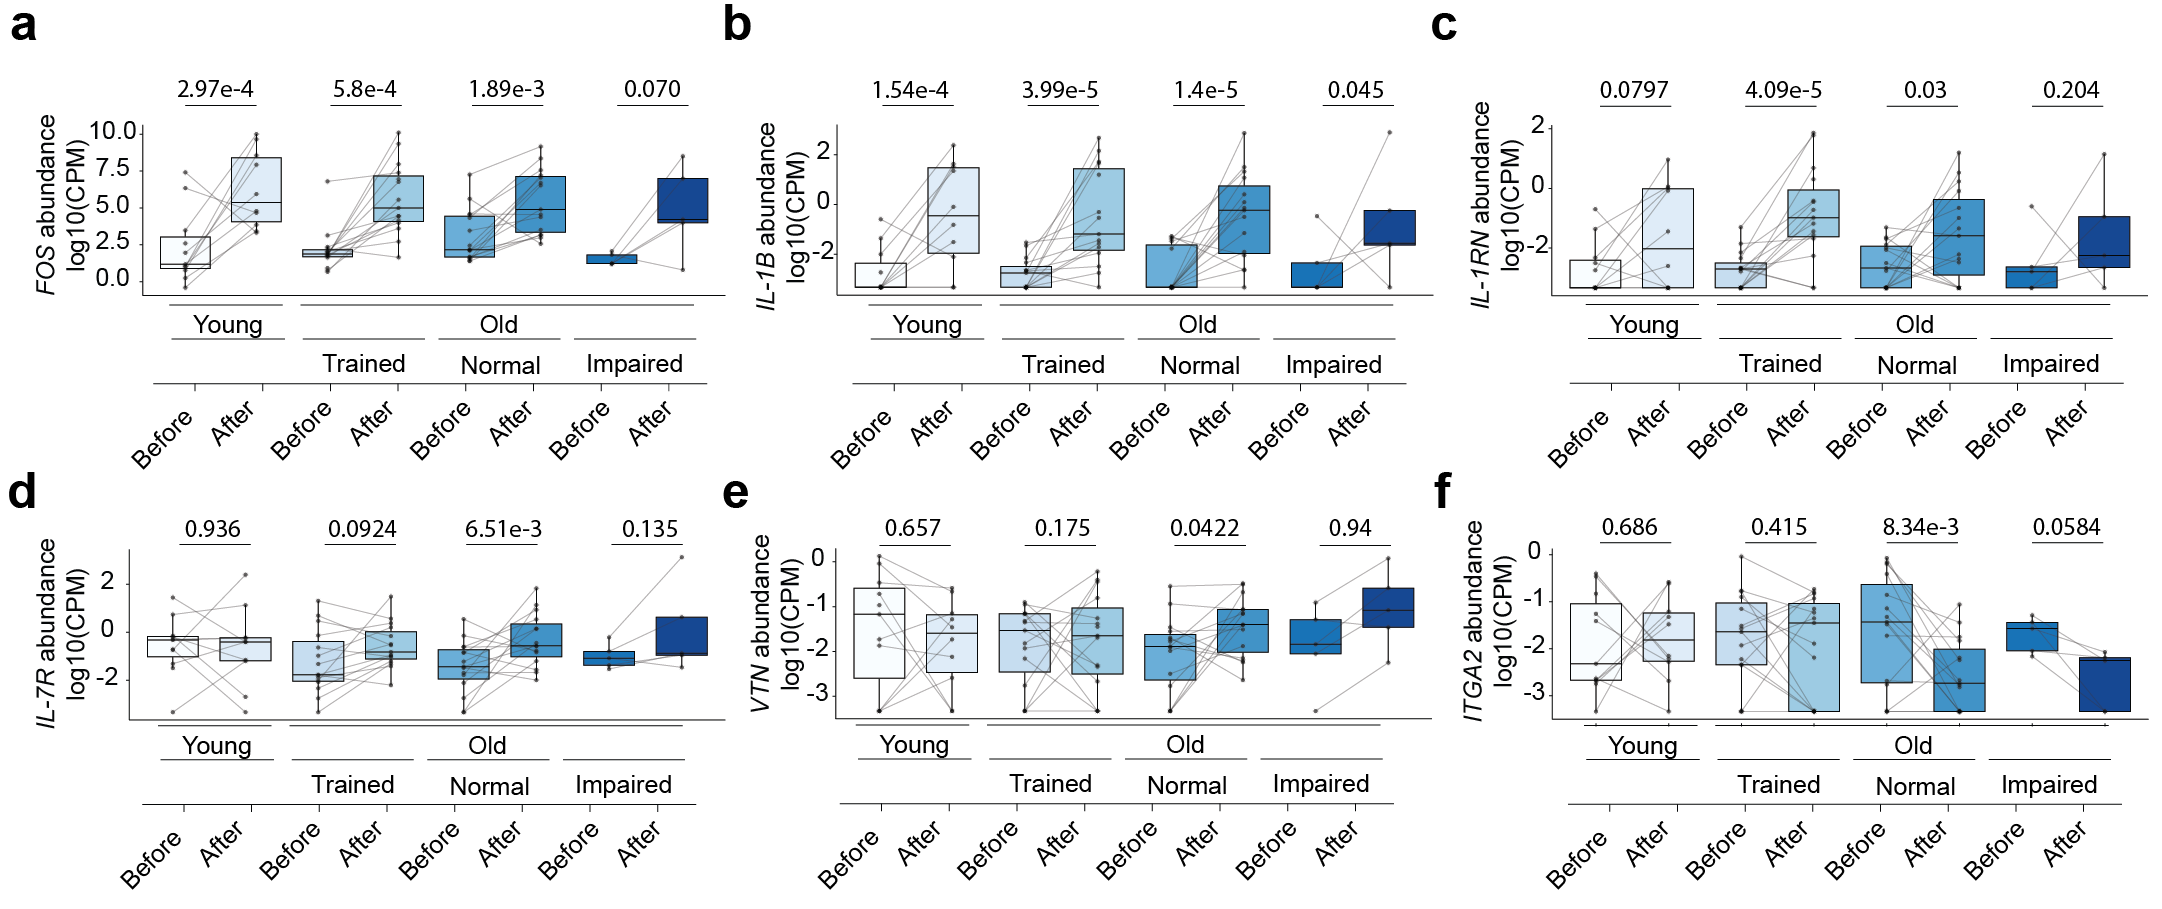 a
2.97e-4 5.8e-4 1.89e-3 0.070
FOS abundance
log10(CPM)
10.0
7.5
5.0
2.5
0.0
Young Old
Trained Normal Impaired
Before After Before After Before After Before After
b
1.54e-4 3.99e-5 1.4e-5 0.045
IL-1B abundance
log10(CPM)
2
0
-2
Young Old
Trained Normal Impaired
Before After Before After Before After Before After
c
0.0797 4.09e-5 0.03 0.204
IL-1RN abundance
log10(CPM)
2
0
-2
Young Old
Trained Normal Impaired
Before After Before After Before After Before After
d
0.936 0.0924 6.51e-3 0.135
IL-7R abundance
log10(CPM)
2
0
-2
Young Old
Trained Normal Impaired
Before After Before After Before After Before After
e
0.657 0.175 0.0422 0.94
VTN abundance
log10(CPM)
0
-1
-2
-3
Young Old
Trained Normal Impaired
Before After Before After Before After Before After
f
0.686 0.415 8.34e-3 0.0584
ITGA2 abundance
log10(CPM)
0
-1
-2
-3
Young Old
Trained Normal Impaired
Before After Before After Before After Before After